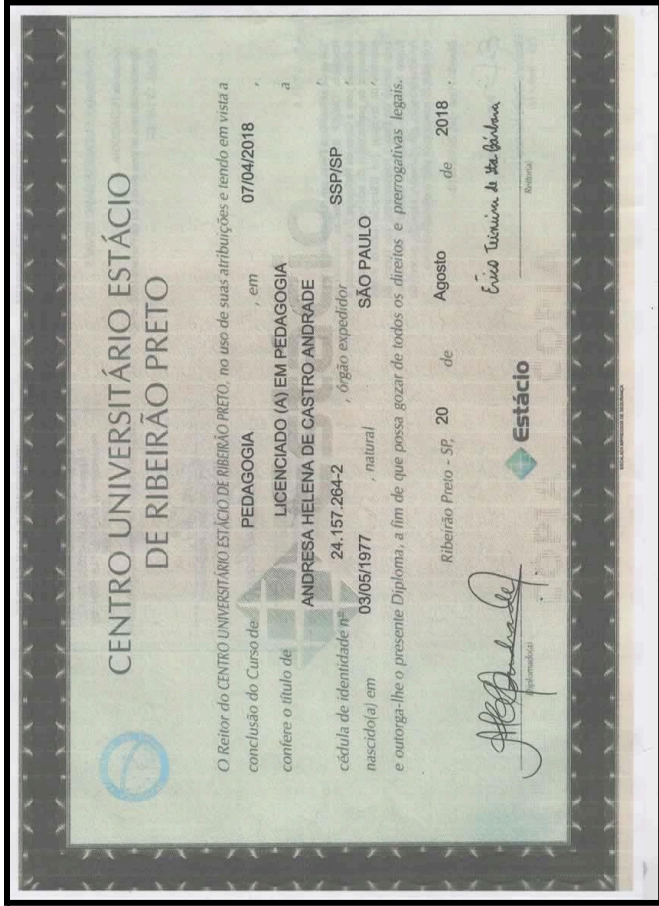 CENTRO UNIVERSITÁRIO ESTÁCIO
DE RIBEIRÃO PRETO
O Reitor do CENTRO UNIVERSITÁRIO ESTÁCIO DE RIBEIRÃO PRETO, no uso de suas atribuições e tendo em vista a
conclusão do Curso de PEDAGOGIA , em 07/04/2018 ,
confere o título de LICENCIADO (A) EM PEDAGOGIA a
ANDRESA HELENA DE CASTRO ANDRADE ,
cédula de identidade nº 24.157.264-2 , órgão expedidor SSP/SP ,
nascido(a) em 03/05/1977 , natural SÃO PAULO ,
e outorga-lhe o presente Diploma, a fim de que possa gozar de todos os direitos e prerrogativas legais.
Ribeirão Preto - SP, 20 de Agosto de 2018 .
Diplomado(a)
Estácio
Reitoria
COPIA COPIA